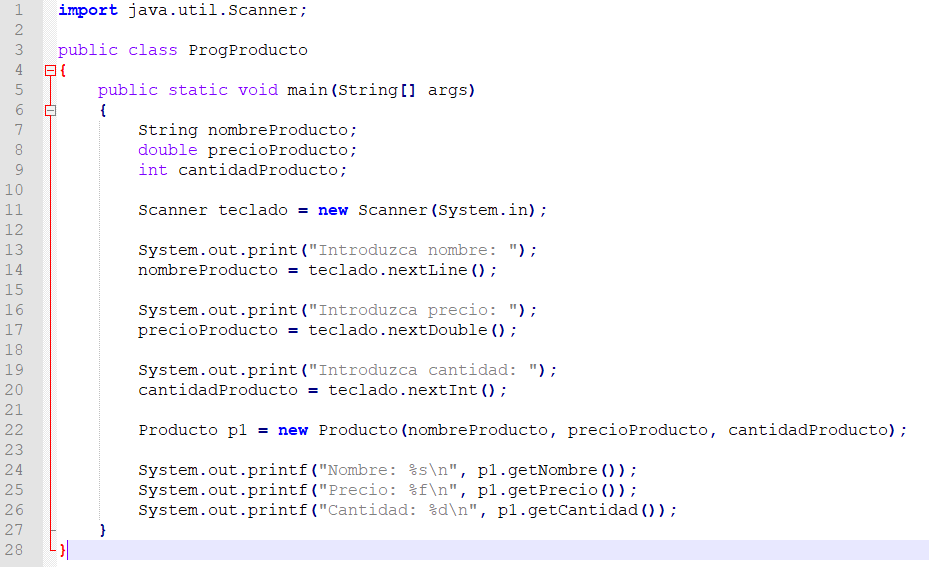 1 import java.util.Scanner;
2
3 public class ProgProducto
4 {
5 public static void main(String[] args)
6 {
7 String nombreProducto;
8 double precioProducto;
9 int cantidadProducto;
10
11 Scanner teclado = new Scanner(System.in);
12
13 System.out.print("Introduzca nombre: ");
14 nombreProducto = teclado.nextLine();
15
16 System.out.print("Introduzca precio: ");
17 precioProducto = teclado.nextDouble();
18
19 System.out.print("Introduzca cantidad: ");
20 cantidadProducto = teclado.nextInt();
21
22 Producto p1 = new Producto(nombreProducto, precioProducto, cantidadProducto);
23
24 System.out.printf("Nombre: %s\n", p1.getNombre());
25 System.out.printf("Precio: %f\n", p1.getPrecio());
26 System.out.printf("Cantidad: %d\n", p1.getCantidad());
27 }
28 }